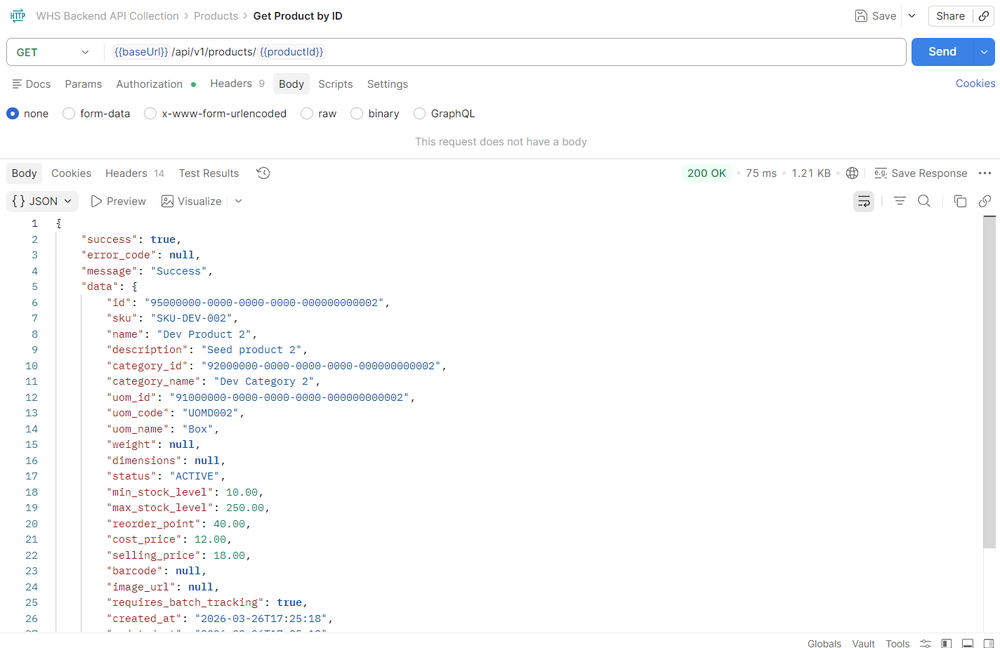 HTTP WHS Backend API Collection > Products > Get Product by ID Save Share
GET {{baseUrl}} /api/v1/products/ {{productId}} Send
Docs Params Authorization Headers 9 Body Scripts Settings Cookies
none form-data x-www-form-urlencoded raw binary GraphQL
This request does not have a body
Body Cookies Headers 14 Test Results 200 OK • 75 ms • 1.21 KB • e.g. Save Response
{} JSON Preview Visualize
1 {
2 "success": true,
3 "error_code": null,
4 "message": "Success",
5 "data": {
6 "id": "95000000-0000-0000-0000-000000000002",
7 "sku": "SKU-DEV-002",
8 "name": "Dev Product 2",
9 "description": "Seed product 2",
10 "category_id": "92000000-0000-0000-0000-000000000002",
11 "category_name": "Dev Category 2",
12 "uom_id": "91000000-0000-0000-0000-000000000002",
13 "uom_code": "UOMD002",
14 "uom_name": "Box",
15 "weight": null,
16 "dimensions": null,
17 "status": "ACTIVE",
18 "min_stock_level": 10.00,
19 "max_stock_level": 250.00,
20 "reorder_point": 40.00,
21 "cost_price": 12.00,
22 "selling_price": 18.00,
23 "barcode": null,
24 "image_url": null,
25 "requires_batch_tracking": true,
26 "created_at": "2026-03-26T17:25:18",
Globals Vault Tools